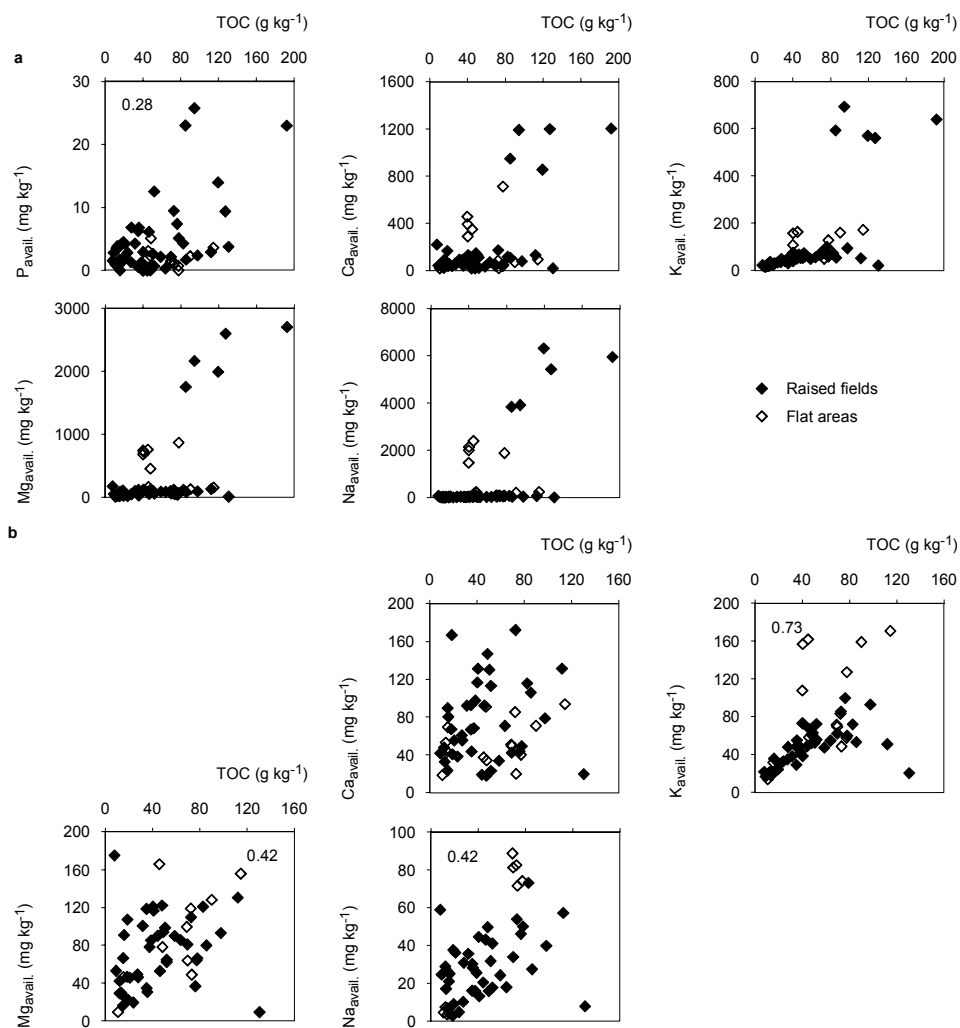 TOC (g kg-1) TOC (g kg-1) TOC (g kg-1)
a
0 40 80 120 160 200 0 40 80 120 160 200 0 40 80 120 160 200
30 1600 800
0.28
1200 600
20
Pavail. (mg kg-1) Caavail. (mg kg-1) Kavail. (mg kg-1)
800 400
10
400 200
0 0 0
3000 8000
6000
2000
Mgavail. (mg kg-1) Naavail. (mg kg-1)
4000
1000
2000
0 0
Raised fields
Flat areas
b
TOC (g kg-1) TOC (g kg-1)
0 40 80 120 160 0 40 80 120 160
200 200
0.73
160 160
120 120
Caavail. (mg kg-1) Kavail. (mg kg-1)
80 80
40 40
0 0
TOC (g kg-1)
0 40 80 120 160
200 100
0.42 0.42
160 80
120 60
Mgavail. (mg kg-1) Naavail. (mg kg-1)
80 40
40 20
0 0